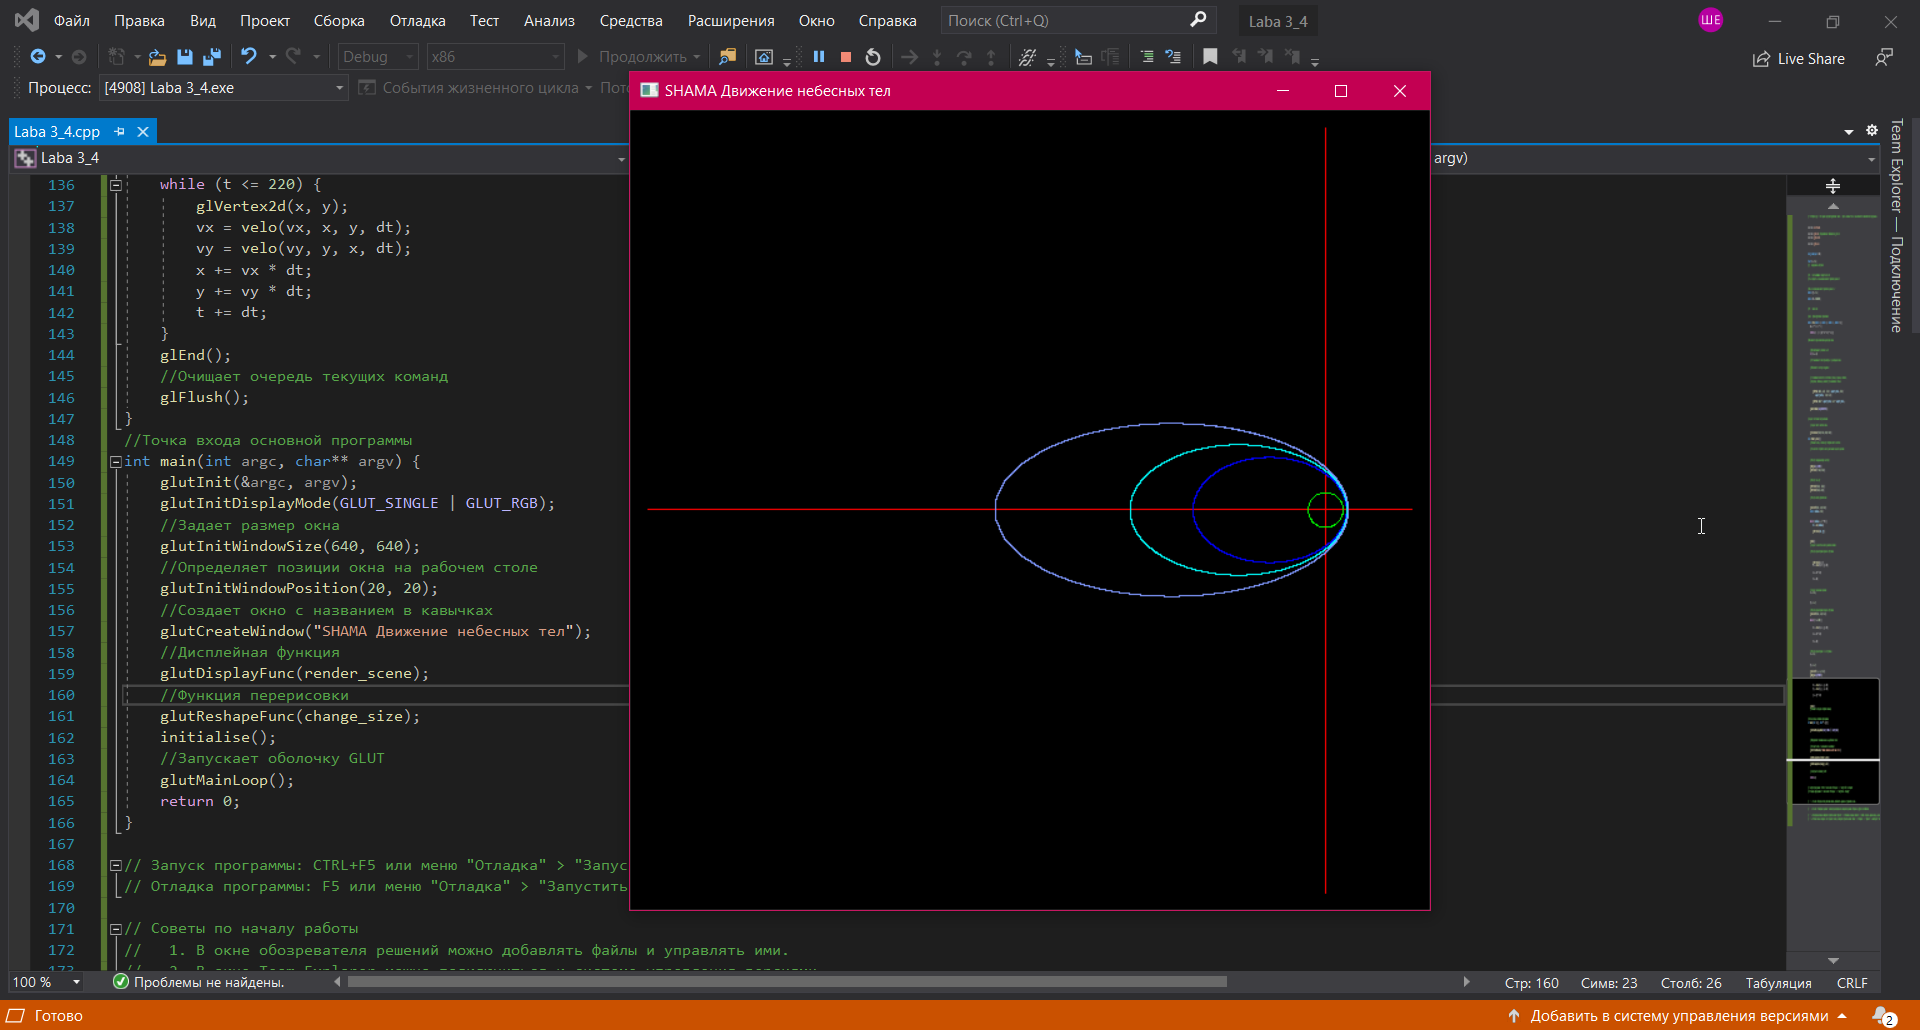 Файл Правка Вид Проект Сборка Отладка Тест Анализ Средства Расширения Окно Справка Поиск (Ctrl+Q) Laba 3_4 ШЕ
Debug x86 Продолжить Live Share
Процесс: [4908] Laba 3_4.exe События жизненного цикла
SHAMA Движение небесных тел
Laba 3_4.cpp
Laba 3_4 argv)
136 while (t <= 220) {
137 glVertex2d(x, y);
138 vx = velo(vx, x, y, dt);
139 vy = velo(vy, y, x, dt);
140 x += vx * dt;
141 y += vy * dt;
142 t += dt;
143 }
144 glEnd();
145 //Очищает очередь текущих команд
146 glFlush();
147 }
148 //Точка входа основной программы
149 int main(int argc, char** argv) {
150 glutInit(&argc, argv);
151 glutInitDisplayMode(GLUT_SINGLE | GLUT_RGB);
152 //Задает размер окна
153 glutInitWindowSize(640, 640);
154 //Определяет позиции окна на рабочем столе
155 glutInitWindowPosition(20, 20);
156 //Создает окно с названием в кавычках
157 glutCreateWindow("SHAMA Движение небесных тел");
158 //Дисплейная функция
159 glutDisplayFunc(render_scene);
160 //Функция перерисовки
161 glutReshapeFunc(change_size);
162 initialise();
163 //Запускает оболочку GLUT
164 glutMainLoop();
165 return 0;
166 }
167
168 // Запуск программы: CTRL+F5 или меню "Отладка" > "Запус
169 // Отладка программы: F5 или меню "Отладка" > "Запустить
170
171 // Советы по началу работы
172 // 1. В окне обозревателя решений можно добавлять файлы и управлять ими.
Team Explorer — Подключение
100 % Проблемы не найдены. Стр: 160 Симв: 23 Столб: 26 Табуляция CRLF
Готово Добавить в систему управления версиями 2